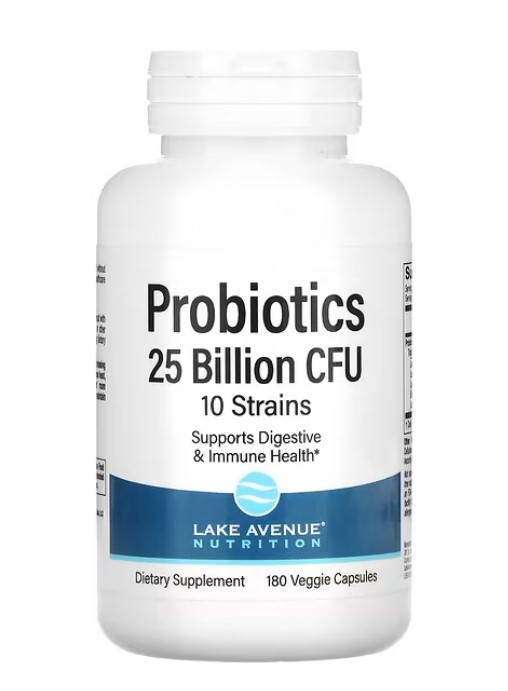 Probiotics
25 Billion CFU
10 Strains
Supports Digestive
& Immune Health*
LAKE AVENUE®
NUTRITION
Dietary Supplement 180 Veggie Capsules